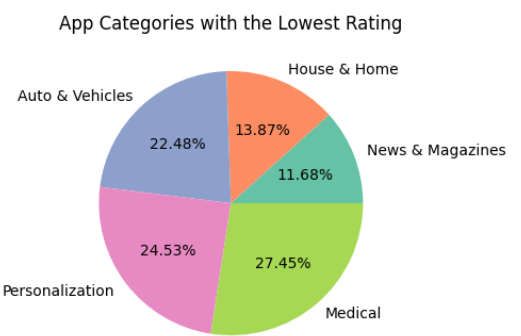 App Categories with the Lowest Rating
House & Home
Auto & Vehicles
13.87%
22.48%
News & Magazines
11.68%
24.53%
27.45%
Personalization
Medical